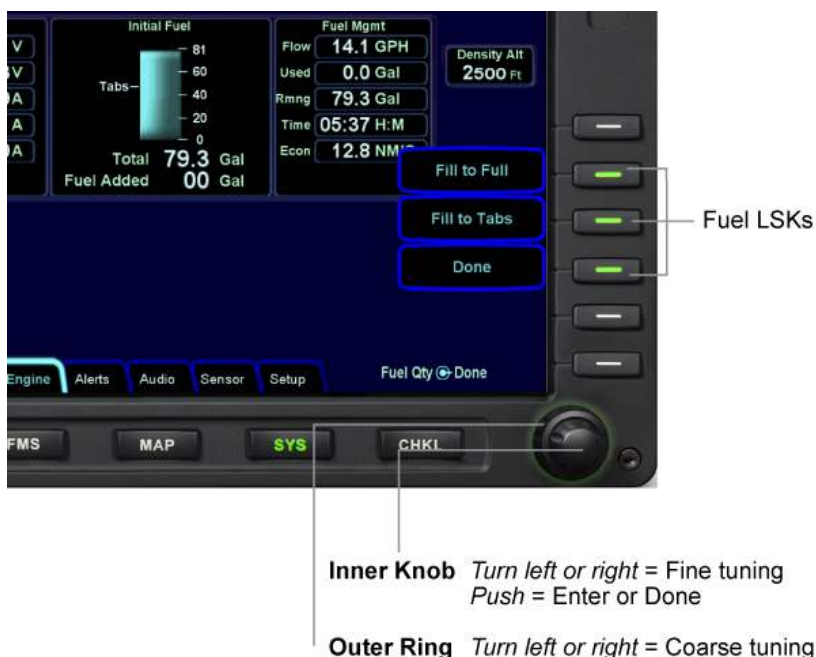 Initial Fuel
81
60
Tabs
40
20
0
Total 79.3 Gal
Fuel Added 00 Gal
Fuel Mgmt
Flow 14.1 GPH
Used 0.0 Gal
Rmng 79.3 Gal
Time 05:37 H:M
Econ 12.8
Density Alt
2500 Ft
V
V
A
A
A
Fill to Full
Fill to Tabs
Done
Fuel LSKs
Engine Alerts Audio Sensor Setup
Fuel Qty Done
FMS MAP SYS CHKL
Inner Knob Turn left or right = Fine tuning
Push = Enter or Done
Outer Ring Turn left or right = Coarse tuning